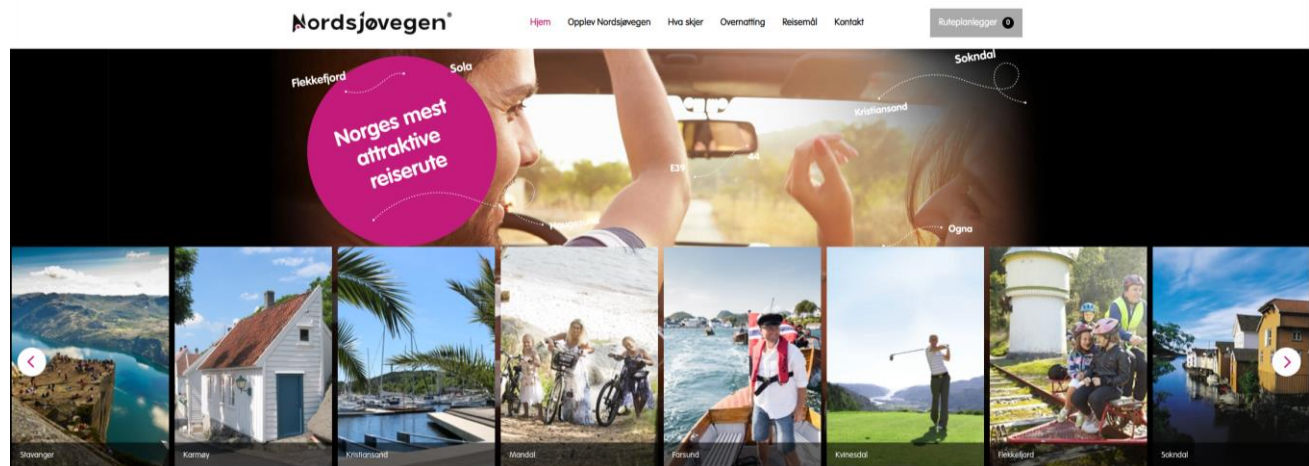 Nordsjøvegen®
Hjem
Opplev Nordsjøvegen
Hva skjer
Overnatting
Reisemål
Kontakt
Ruteplanlegger 0
Flekkefjord
Sola
Sokndal
Kristiansand
Norges mest
attraktive
reiserute
E39
44
Ogna
Stavanger
Karmøy
Kristiansand
Mandal
Farsund
Kvinesdal
Flekkefjord
Sokndal